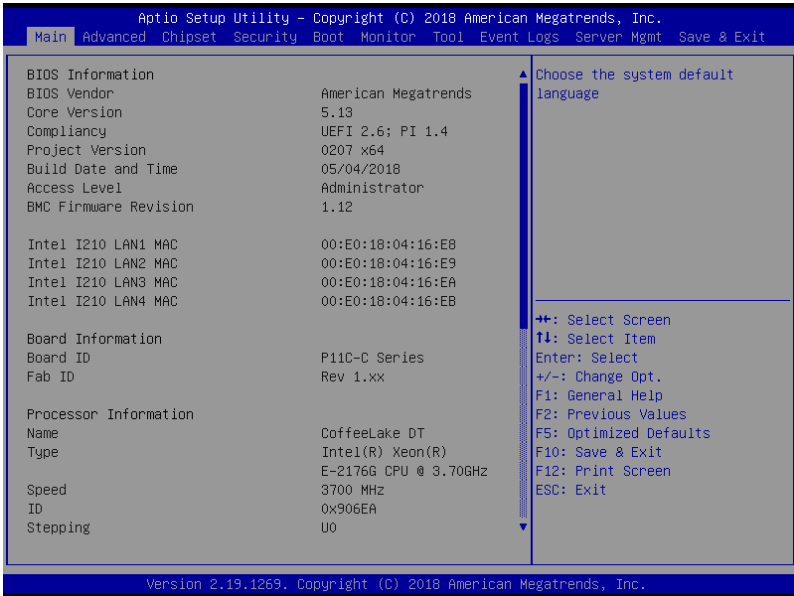 Aptio Setup Utility – Copyright (C) 2018 American Megatrends, Inc.
Main Advanced Chipset Security Boot Monitor Tool Event Logs Server Mgmt Save & Exit
BIOS Information
BIOS Vendor American Megatrends
Core Version 5.13
Compliancy UEFI 2.6; PI 1.4
Project Version 0207 x64
Build Date and Time 05/04/2018
Access Level Administrator
BMC Firmware Revision 1.12
Intel I210 LAN1 MAC 00:E0:18:04:16:E8
Intel I210 LAN2 MAC 00:E0:18:04:16:E9
Intel I210 LAN3 MAC 00:E0:18:04:16:EA
Intel I210 LAN4 MAC 00:E0:18:04:16:EB
Board Information
Board ID P11C-C Series
Fab ID Rev 1.xx
Processor Information
Name CoffeeLake DT
Type Intel(R) Xeon(R)
E-2176G CPU @ 3.70GHz
Speed 3700 MHz
ID 0x906EA
Stepping U0
Choose the system default
language
→←: Select Screen
↑↓: Select Item
Enter: Select
+/-: Change Opt.
F1: General Help
F2: Previous Values
F5: Optimized Defaults
F10: Save & Exit
F12: Print Screen
ESC: Exit
Version 2.19.1269. Copyright (C) 2018 American Megatrends, Inc.